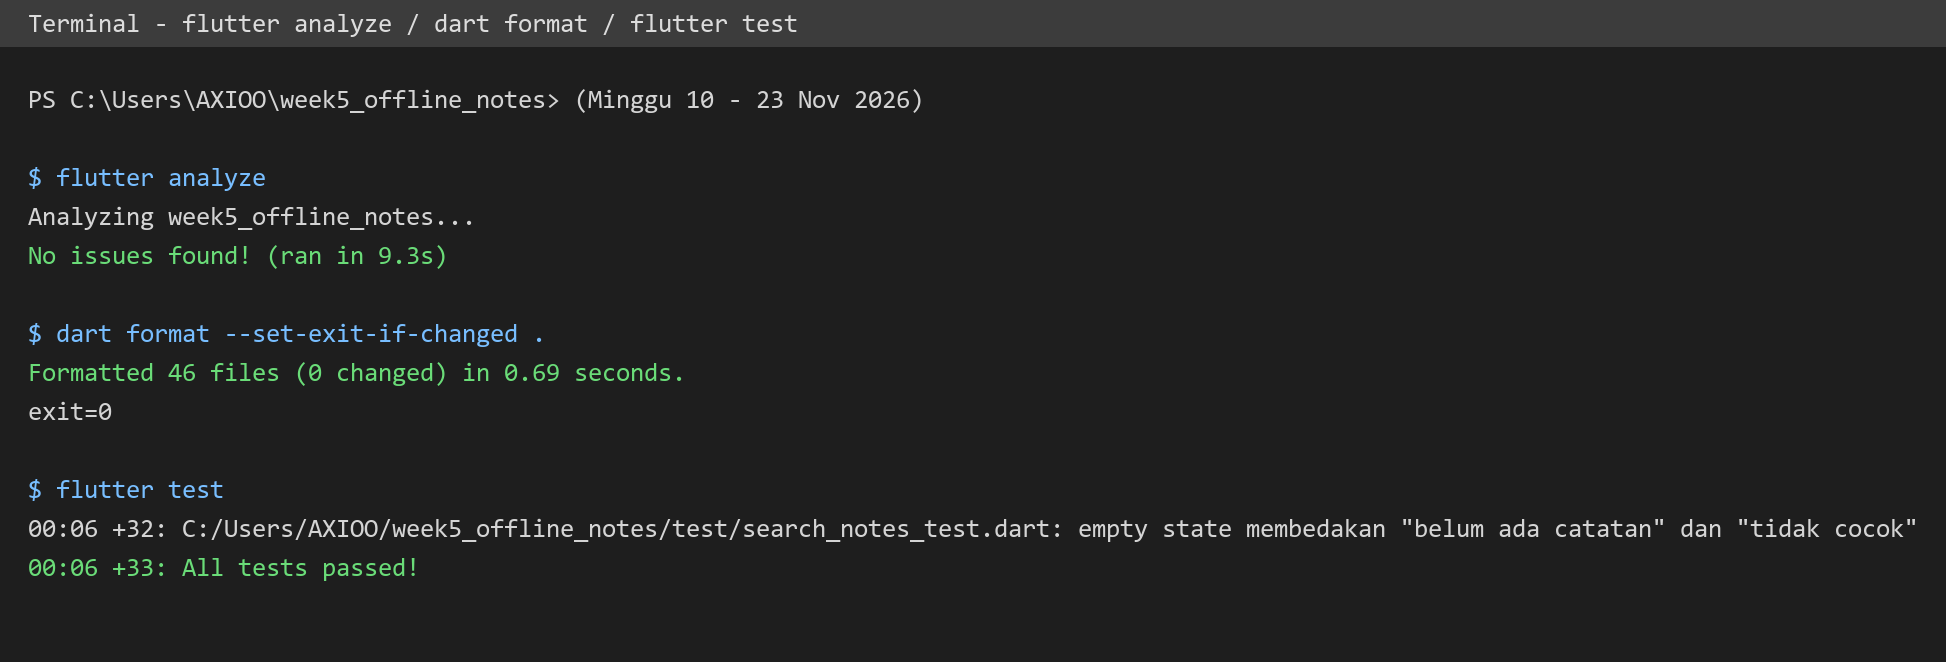 Terminal - flutter analyze / dart format / flutter test
PS C:\Users\AXIOO\week5_offline_notes> (Minggu 10 - 23 Nov 2026)
$ flutter analyze
Analyzing week5_offline_notes...
No issues found! (ran in 9.3s)
$ dart format --set-exit-if-changed .
Formatted 46 files (0 changed) in 0.69 seconds.
exit=0
$ flutter test
00:06 +32: C:/Users/AXIOO/week5_offline_notes/test/search_notes_test.dart: empty state membedakan "belum ada catatan" dan "tidak cocok"
00:06 +33: All tests passed!